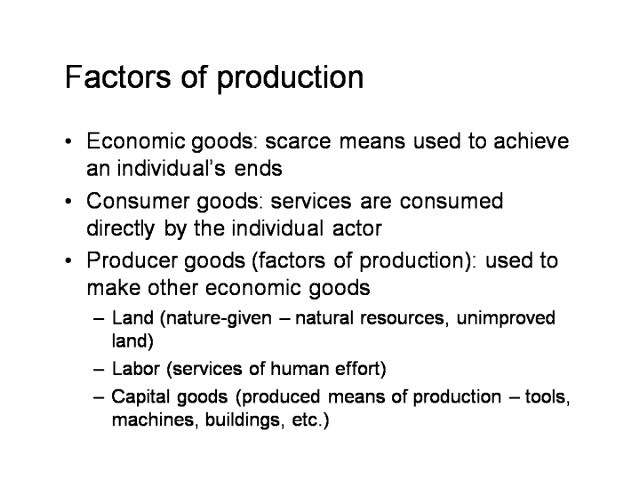 Factors of production
• Economic goods: scarce means used to achieve
an individual's ends
• Consumer goods: services are consumed
directly by the individual actor
• Producer goods (factors of production): used to
make other economic goods
– Land (nature-given – natural resources, unimproved
land)
– Labor (services of human effort)
– Capital goods (produced means of production – tools,
machines, buildings, etc.)